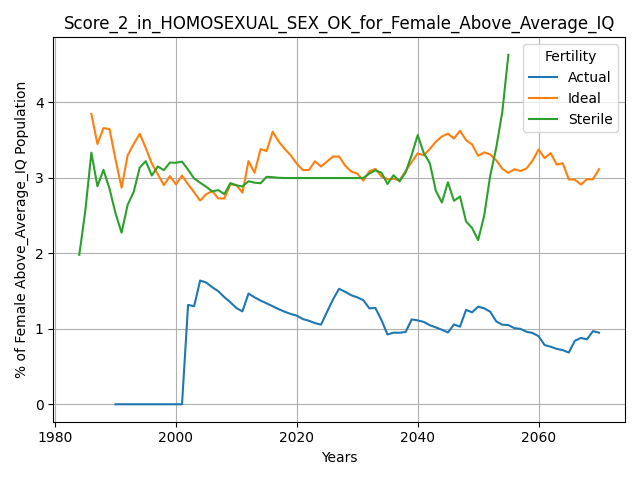 Score_2_in_HOMOSEXUAL_SEX_OK_for_Female_Above_Average_IQ
% of Female Above_Average_IQ Population
4
3
2
1
0
Fertility
Actual
Ideal
Sterile
1980
2000
2020
2040
2060
Years